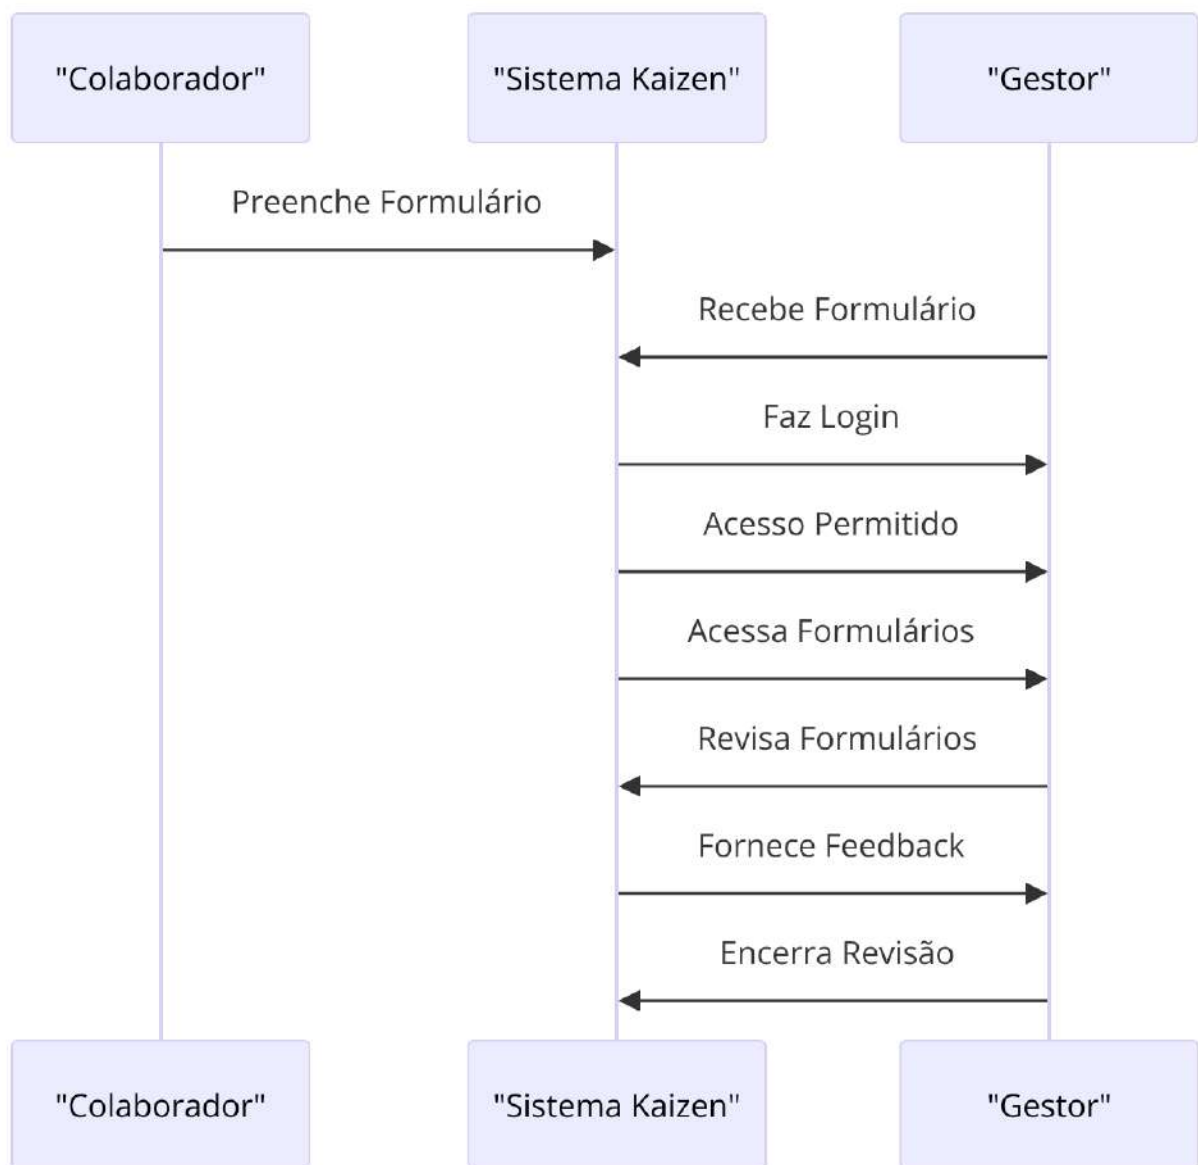 "Colaborador"
"Sistema Kaizen"
"Gestor"
Preenche Formulário
Recebe Formulário
Faz Login
Acesso Permitido
Acessa Formulários
Revisa Formulários
Fornece Feedback
Encerra Revisão
"Colaborador"
"Sistema Kaizen"
"Gestor"